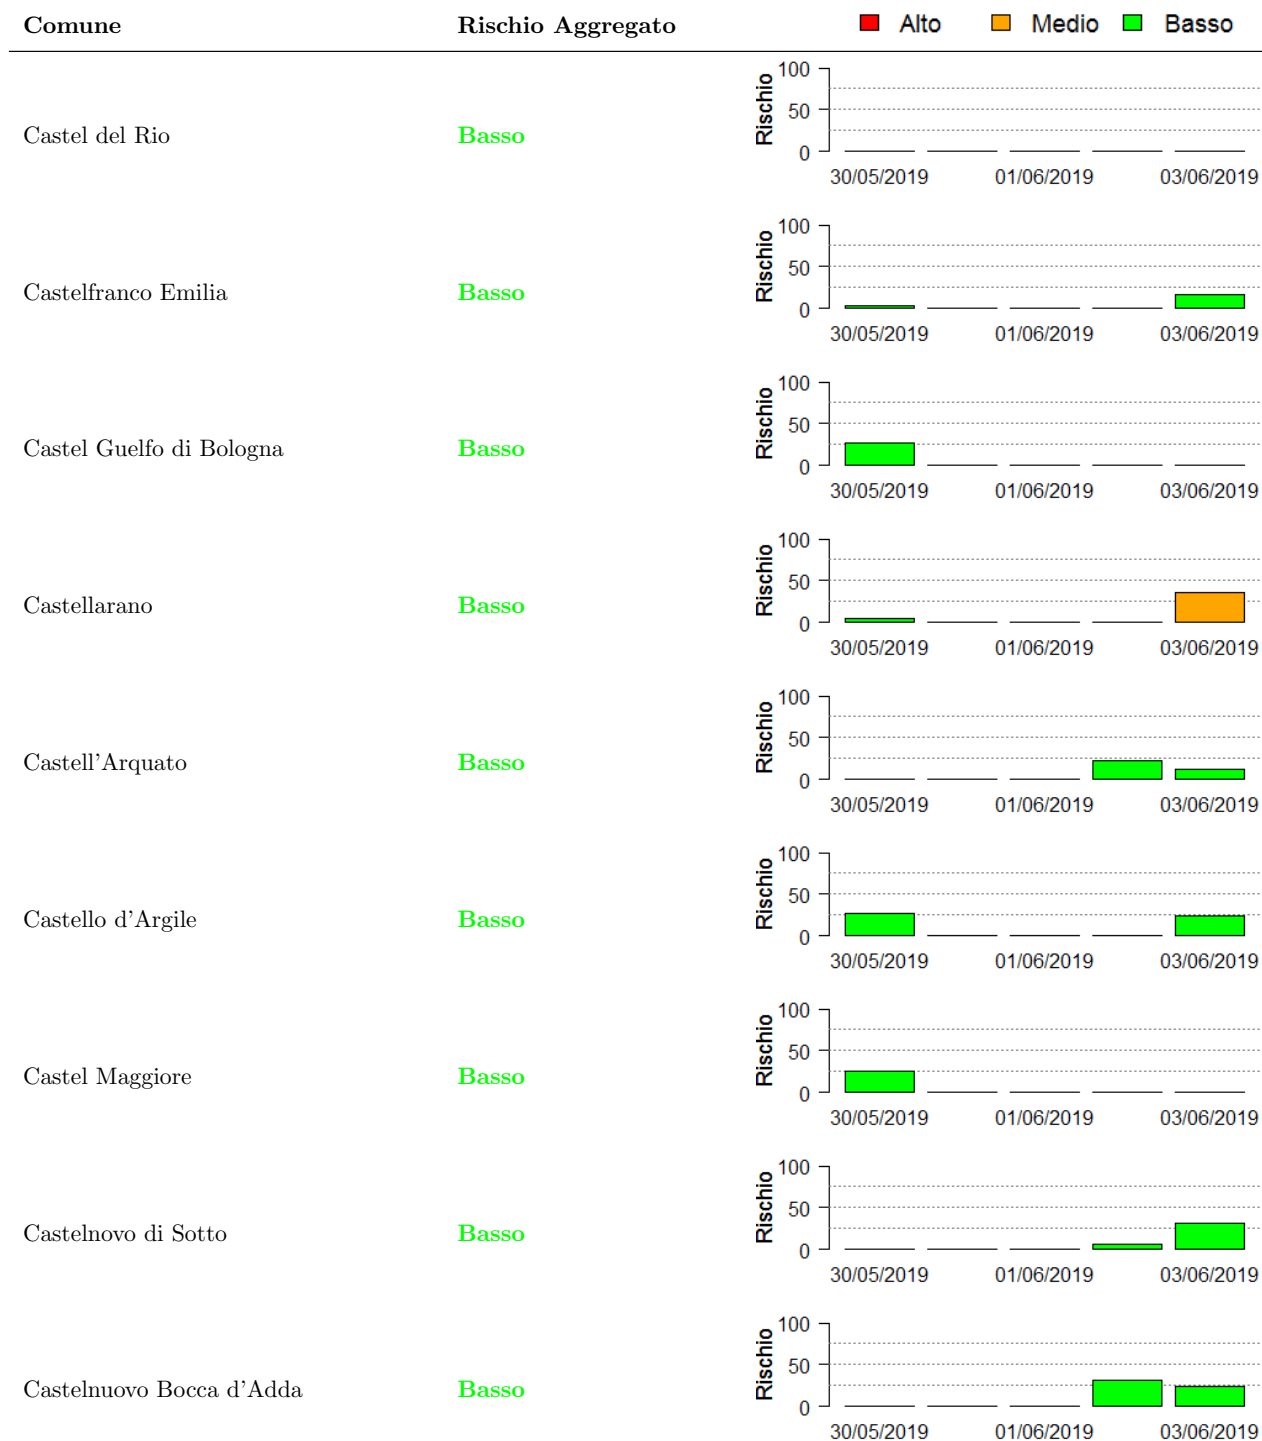 Comune Rischio Aggregato Alto Medio Basso
Castel del Rio Basso
Rischio
100
50
0
30/05/2019 01/06/2019 03/06/2019
Castelfranco Emilia Basso
Rischio
100
50
0
30/05/2019 01/06/2019 03/06/2019
Castel Guelfo di Bologna Basso
Rischio
100
50
0
30/05/2019 01/06/2019 03/06/2019
Castellarano Basso
Rischio
100
50
0
30/05/2019 01/06/2019 03/06/2019
Castell'Arquato Basso
Rischio
100
50
0
30/05/2019 01/06/2019 03/06/2019
Castello d'Argile Basso
Rischio
100
50
0
30/05/2019 01/06/2019 03/06/2019
Castel Maggiore Basso
Rischio
100
50
0
30/05/2019 01/06/2019 03/06/2019
Castelnovo di Sotto Basso
Rischio
100
50
0
30/05/2019 01/06/2019 03/06/2019
Castelnuovo Bocca d'Adda Basso
Rischio
100
50
0
30/05/2019 01/06/2019 03/06/2019